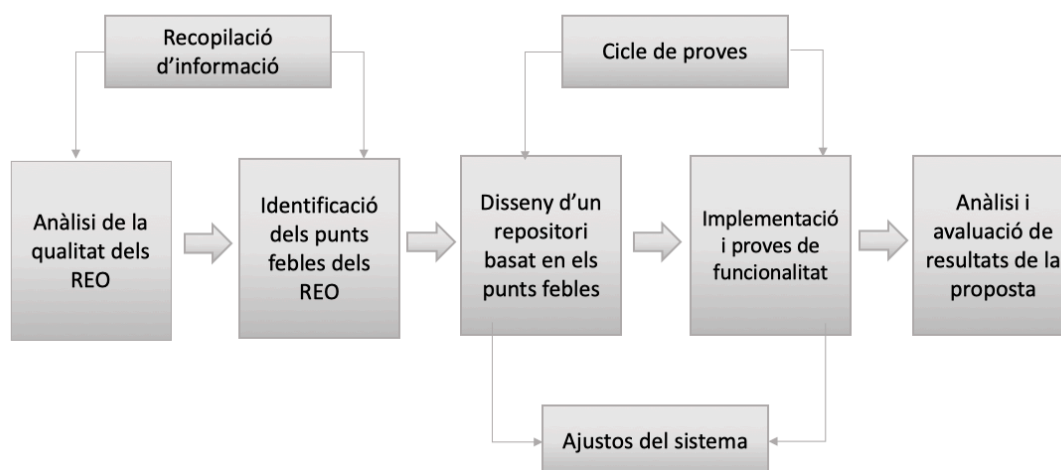 Recopilació
d’informació
Cicle de proves
Anàlisi de la
qualitat dels
REO
Identificació
dels punts
febles dels
REO
Disseny d’un
repositori
basat en els
punts febles
Implementació
i proves de
funcionalitat
Anàlisi i
avaluació de
resultats de la
proposta
Ajustos del sistema